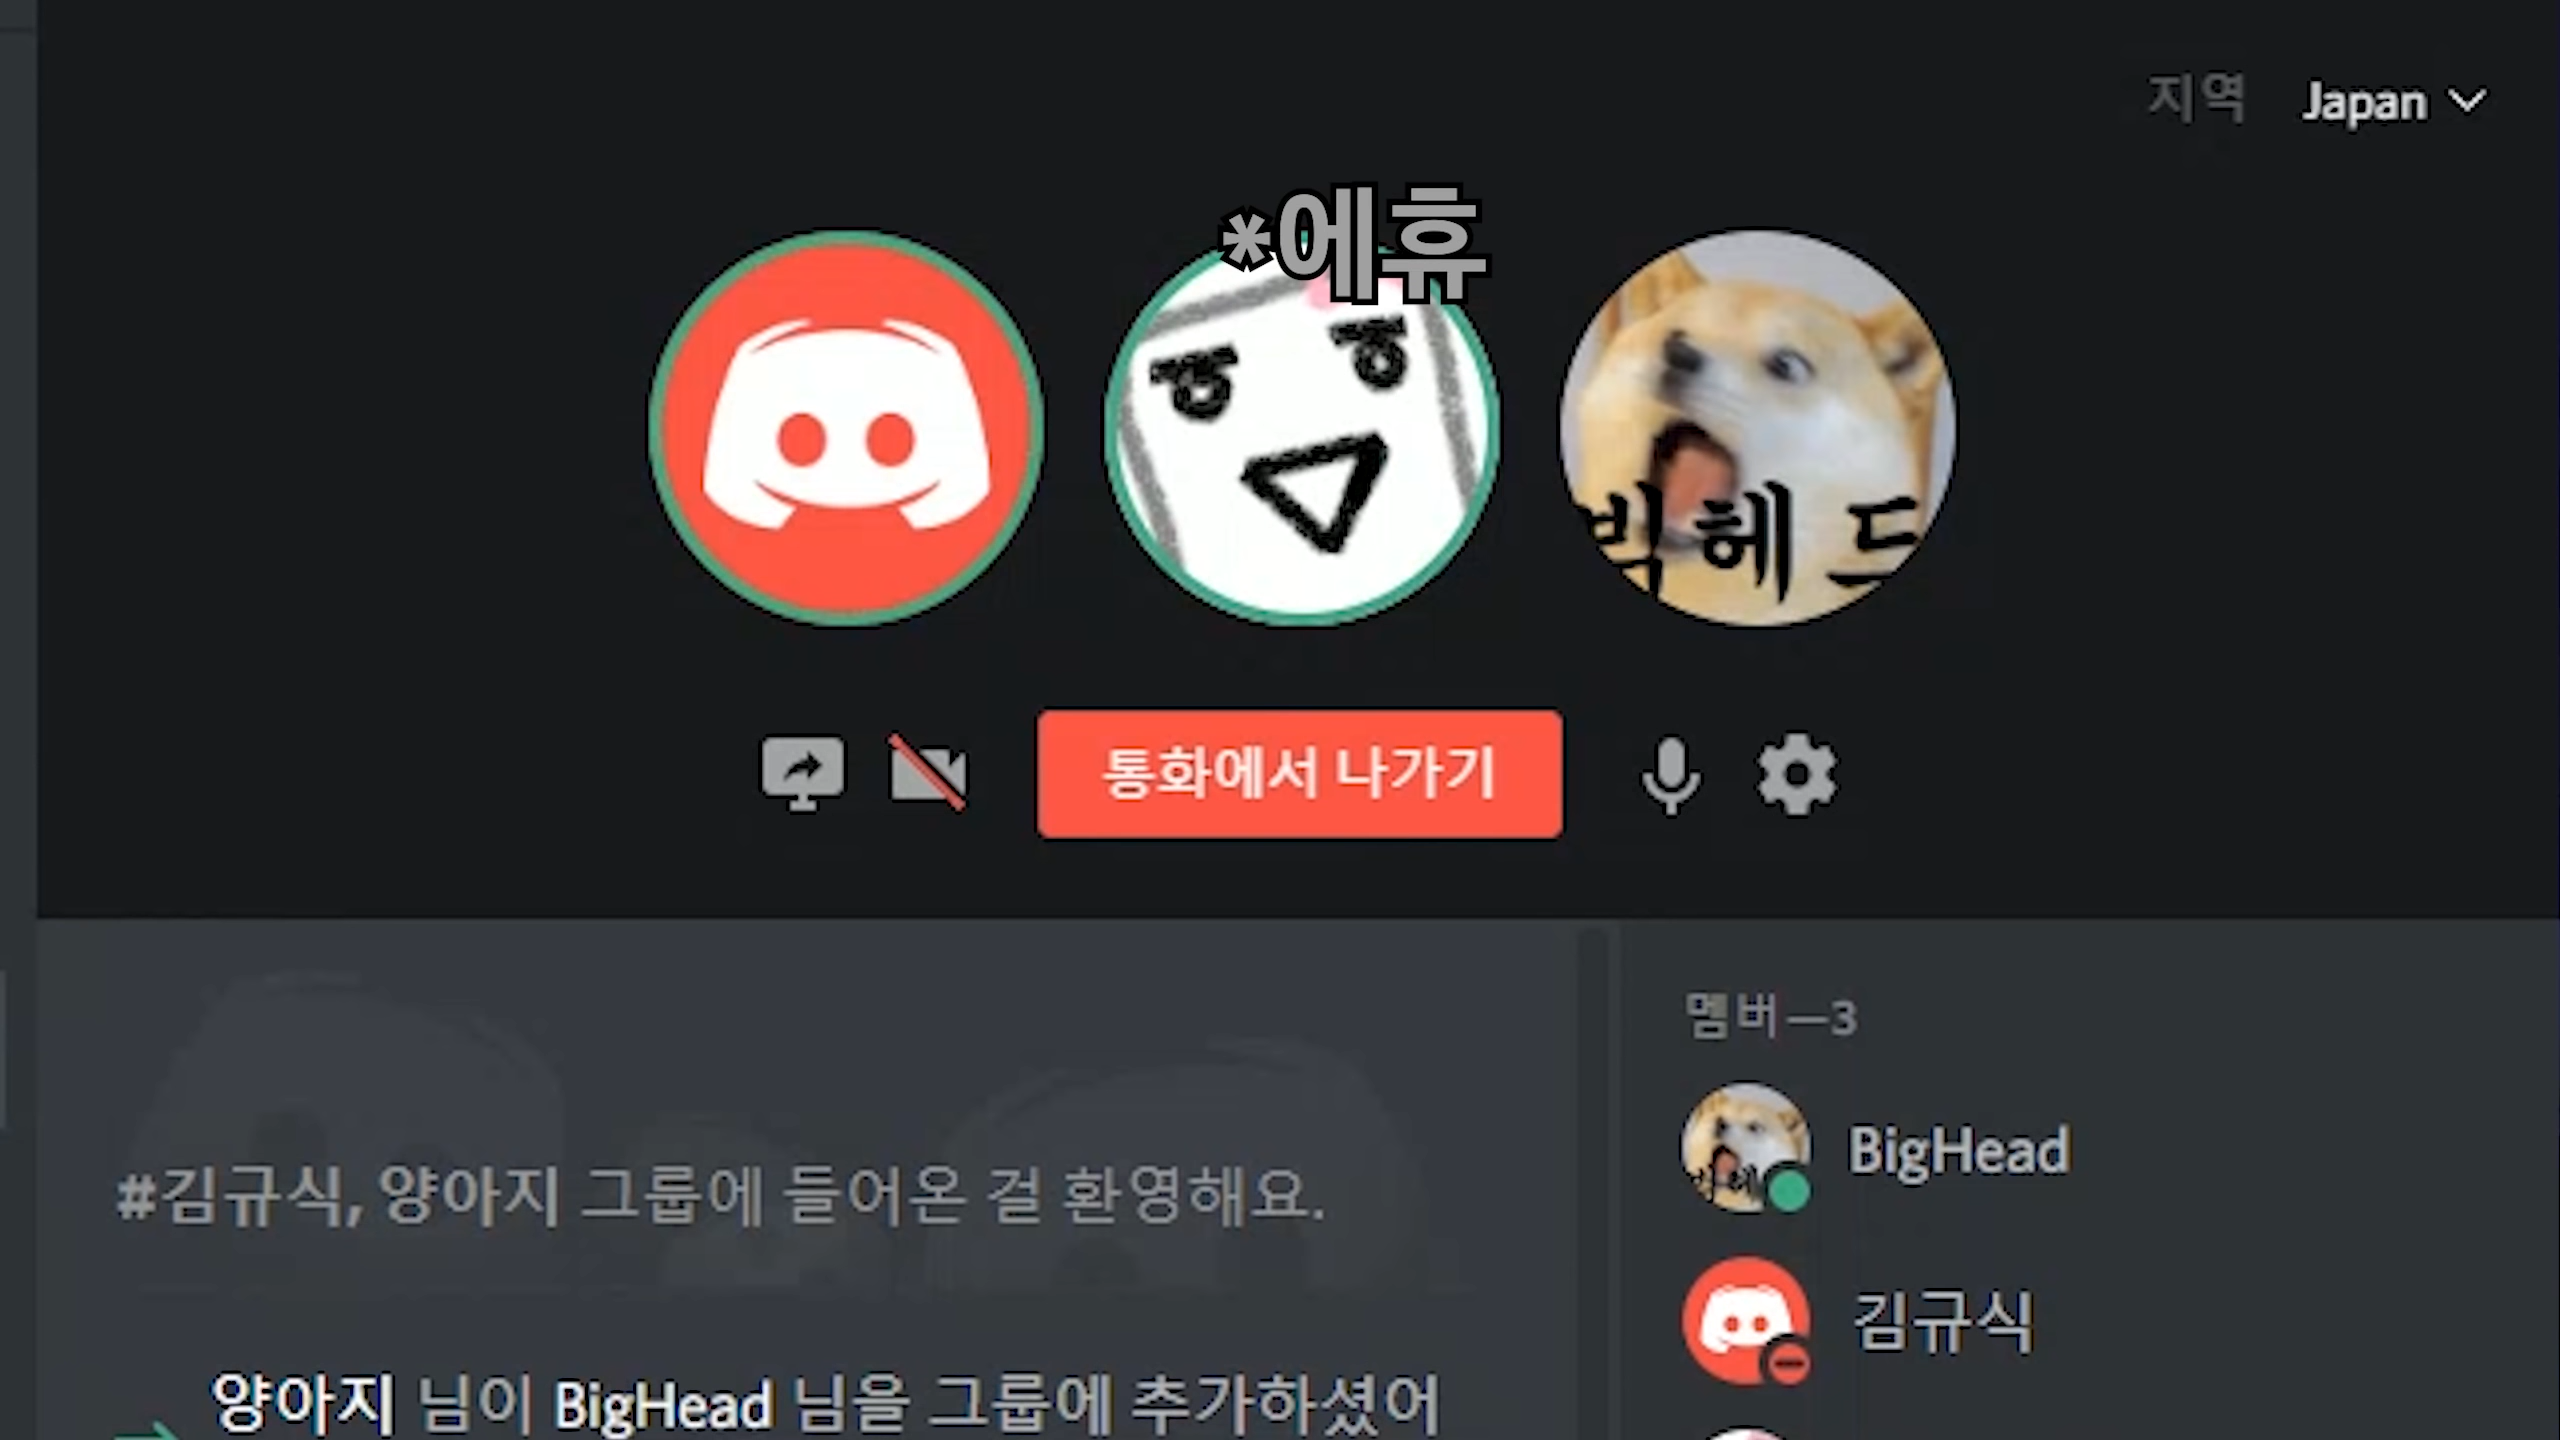 지역 Japan
*에휴
ㅎ ㅎ
빅헤드
통화에서 나가기
멤버—3
BigHead
#김규식, 양아지 그룹에 들어온 걸 환영해요.
김규식
양아지 님이 BigHead 님을 그룹에 추가하셨어